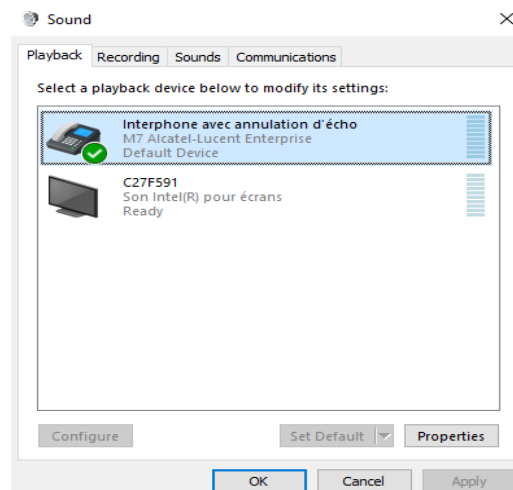 Sound
Playback Recording Sounds Communications
Select a playback device below to modify its settings:
Interphone avec annulation d'écho
M7 Alcatel-Lucent Enterprise
Default Device
C27F591
Son Intel(R) pour écrans
Ready
Configure Set Default Properties
OK Cancel Apply